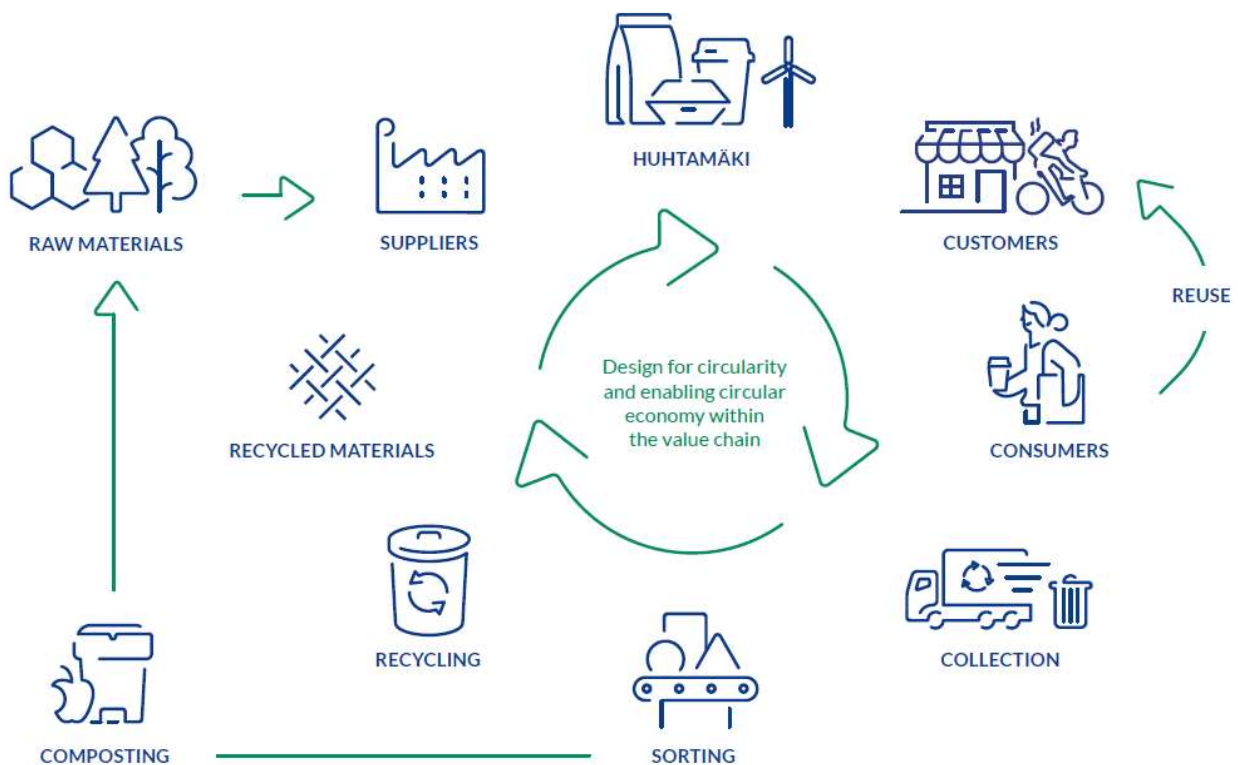 HUHTAMÄKI
RAW MATERIALS
SUPPLIERS
CUSTOMERS
REUSE
Design for circularity
and enabling circular
economy within
the value chain
RECYCLED MATERIALS
CONSUMERS
RECYCLING
COLLECTION
COMPOSTING
SORTING